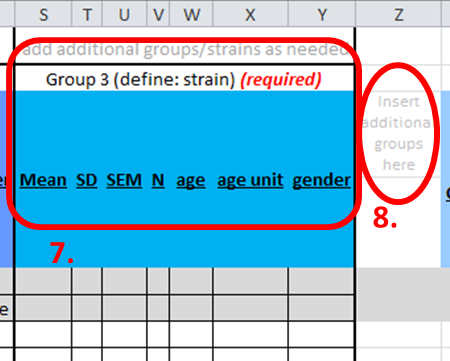 S T U V W X Y Z
add additional groups/strains as needed
Group 3 (define: strain) (required)
Insert
additional
groups
here
Mean SD SEM N age age unit gender
8.
7.